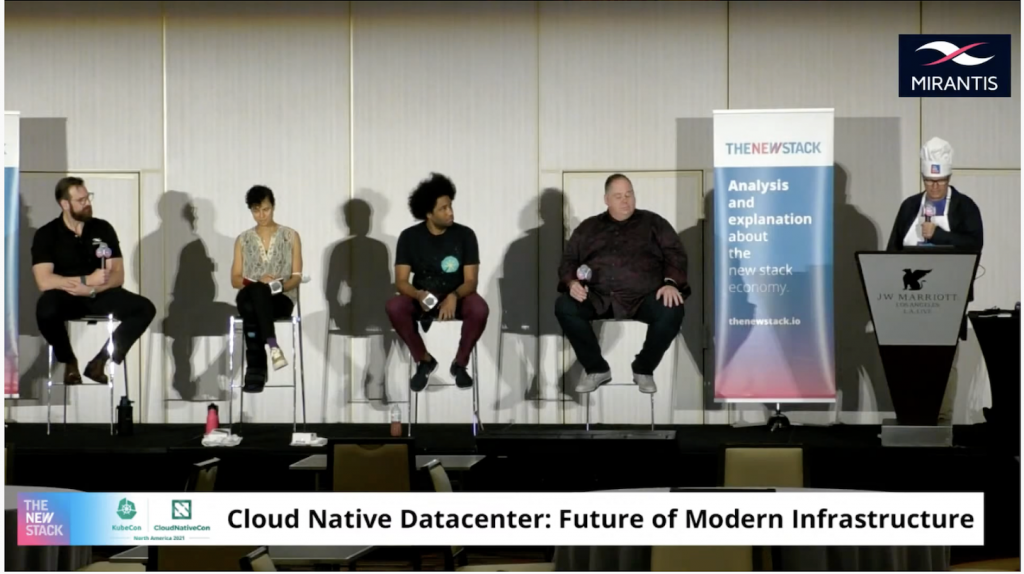 MIRANTIS
THENEWSTACK
Analysis
and
explanation
about
the
new stack
economy.
thenewstack.io
JW MARRIOTT
LOS ANGELES
L.A. LIVE
THE
NEW
STACK
KubeCon
CloudNativeCon
North America 2021
Cloud Native Datacenter: Future of Modern Infrastructure